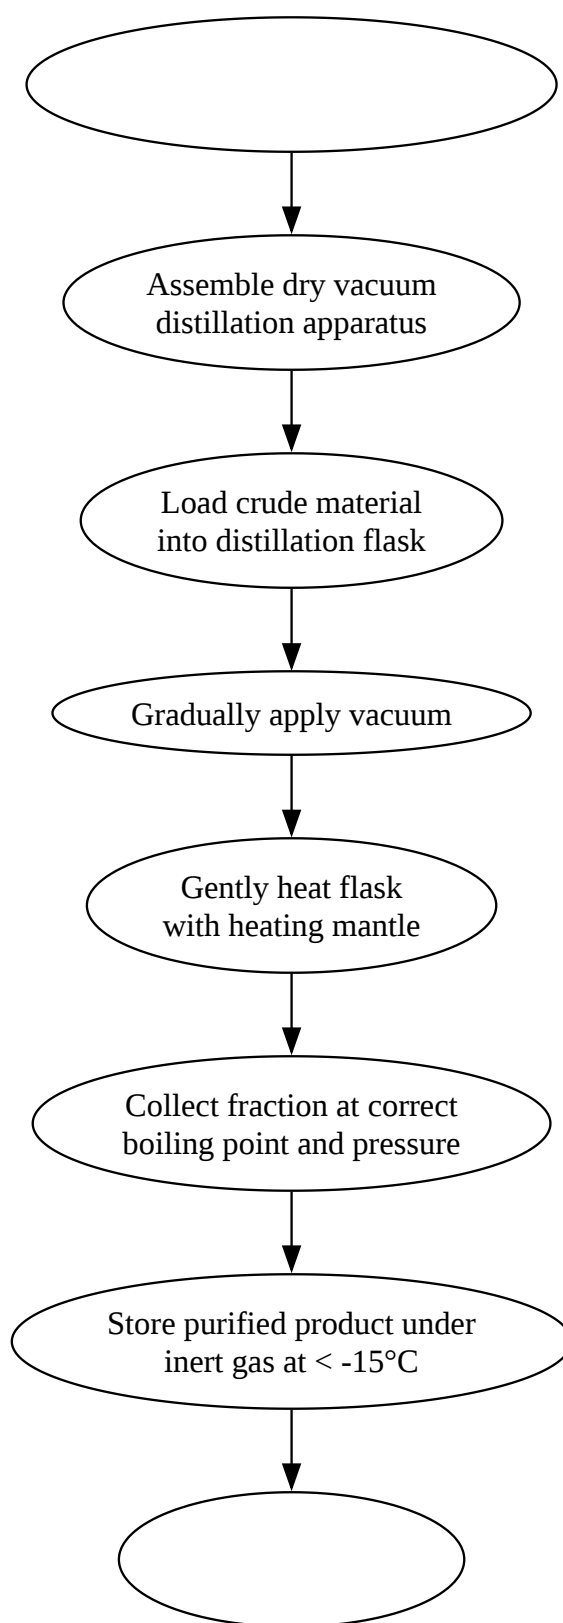 Assemble dry vacuum
distillation apparatus
Load crude material
into distillation flask
Gradually apply vacuum
Gently heat flask
with heating mantle
Collect fraction at correct
boiling point and pressure
Store purified product under
inert gas at < -15°C